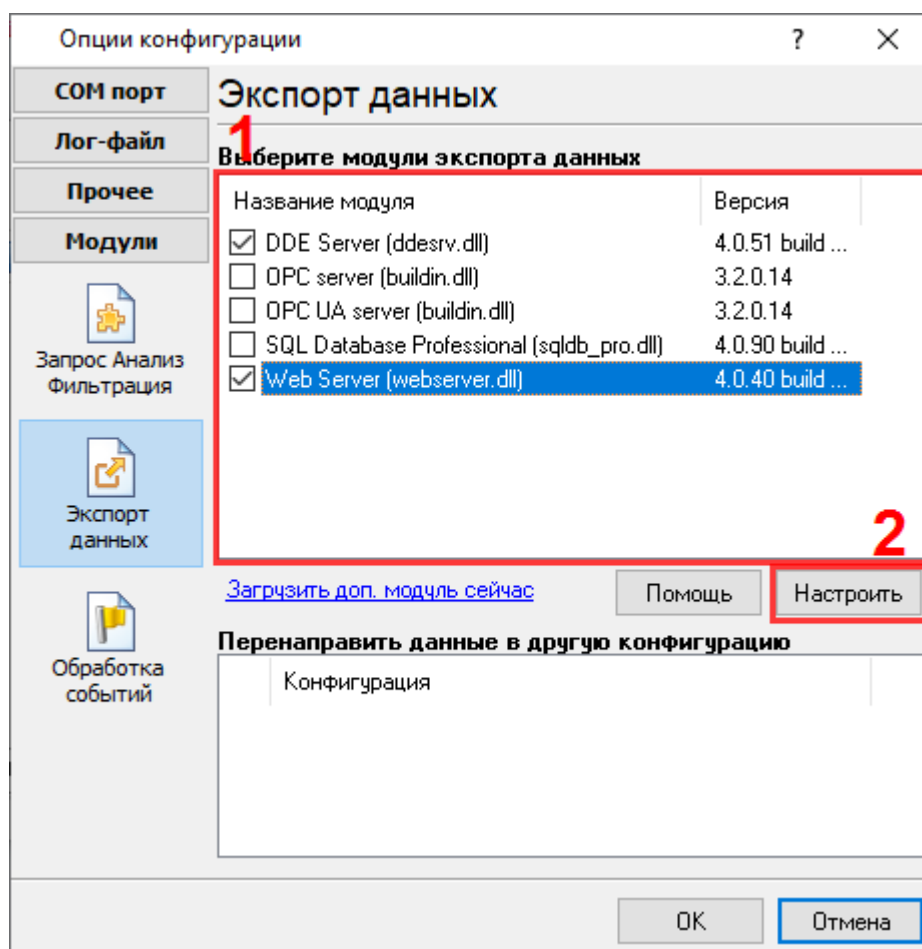 Опции конфигурации ?
COM порт
Лог-файл
Прочее
Модули
Запрос Анализ
Фильтрация
Экспорт
данных
Обработка
событий
Экспорт данных
1
Выберите модули экспорта данных
Название модуля Версия
DDE Server (ddesrv.dll) 4.0.51 build ...
OPC server (buildin.dll) 3.2.0.14
OPC UA server (buildin.dll) 3.2.0.14
SQL Database Professional (sqldb_pro.dll) 4.0.90 build ...
Web Server (webserver.dll) 4.0.40 build ...
2
Загрузить доп. модуль сейчас Помощь Настроить
Перенаправить данные в другую конфигурацию
Конфигурация
OK Отмена